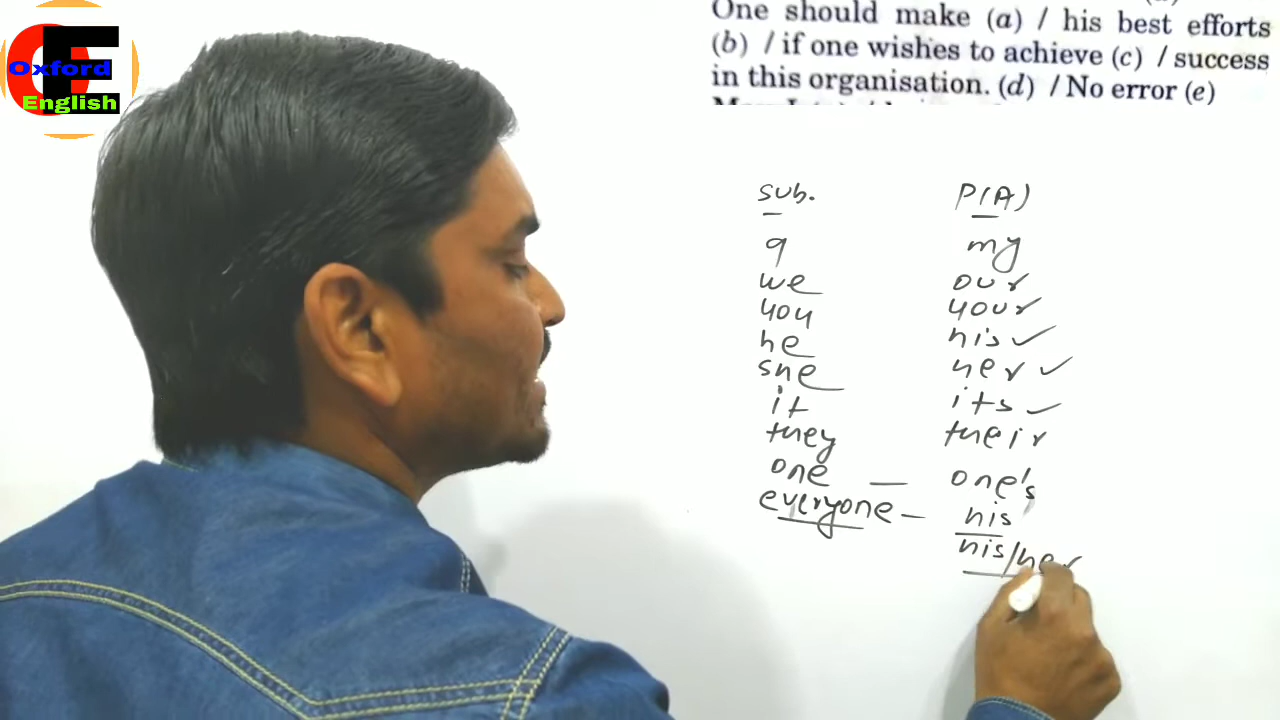 OE
Oxford
English
One should make (a) / his best efforts
(b) / if one wishes to achieve (c) / success
in this organisation. (d) / No error (e)
sub. P(A)
I my
we our
you your
he his ✓
she her ✓
it its ✓
they their
one — one's
everyone — his
his/her